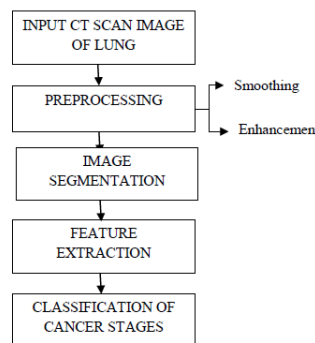 INPUT CT SCAN IMAGE
OF LUNG
PREPROCESSING
Smoothing
Enhancemen
IMAGE
SEGMENTATION
FEATURE
EXTRACTION
CLASSIFICATION OF
CANCER STAGES